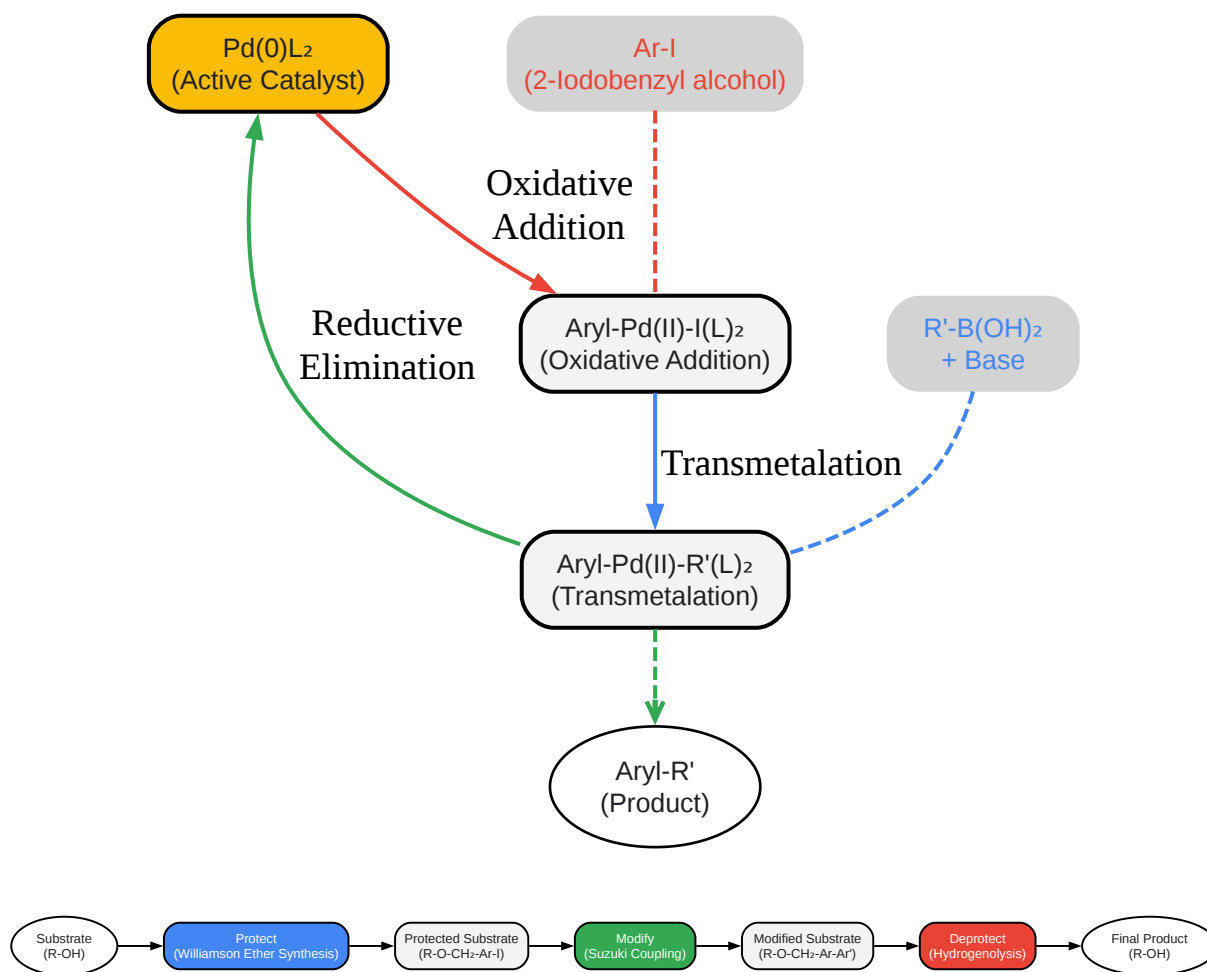 Pd(0)L₂
(Active Catalyst)
Ar-I
(2-Iodobenzyl alcohol)
Oxidative
Addition
Aryl-Pd(II)-I(L)₂
(Oxidative Addition)
Reductive
Elimination
R'-B(OH)₂
+ Base
Transmetalation
Aryl-Pd(II)-R'(L)₂
(Transmetalation)
Aryl-R'
(Product)
Substrate
(R-OH)
Protect
(Williamson Ether Synthesis)
Protected Substrate
(R-O-CH₂-Ar-I)
Modify
(Suzuki Coupling)
Modified Substrate
(R-O-CH₂-Ar-Ar')
Deprotect
(Hydrogenolysis)
Final Product
(R-OH)